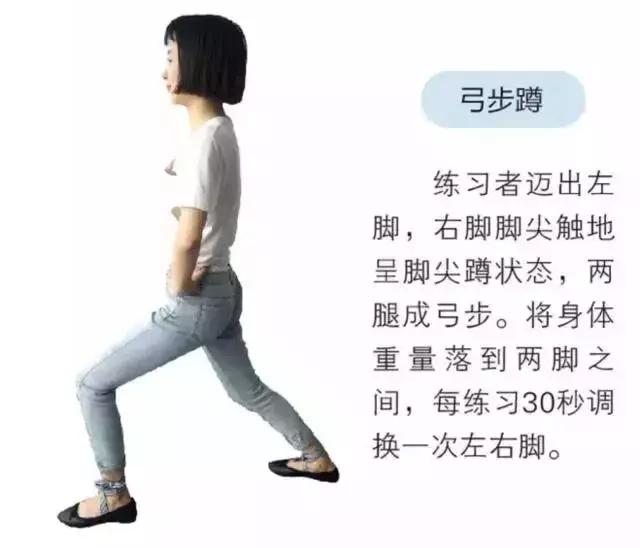 弓步蹲
练习者迈出左
脚，右脚脚尖触地
呈脚尖蹲状态，两
腿成弓步。将身体
重量落到两脚之
间，每练习30秒调
换一次左右脚。